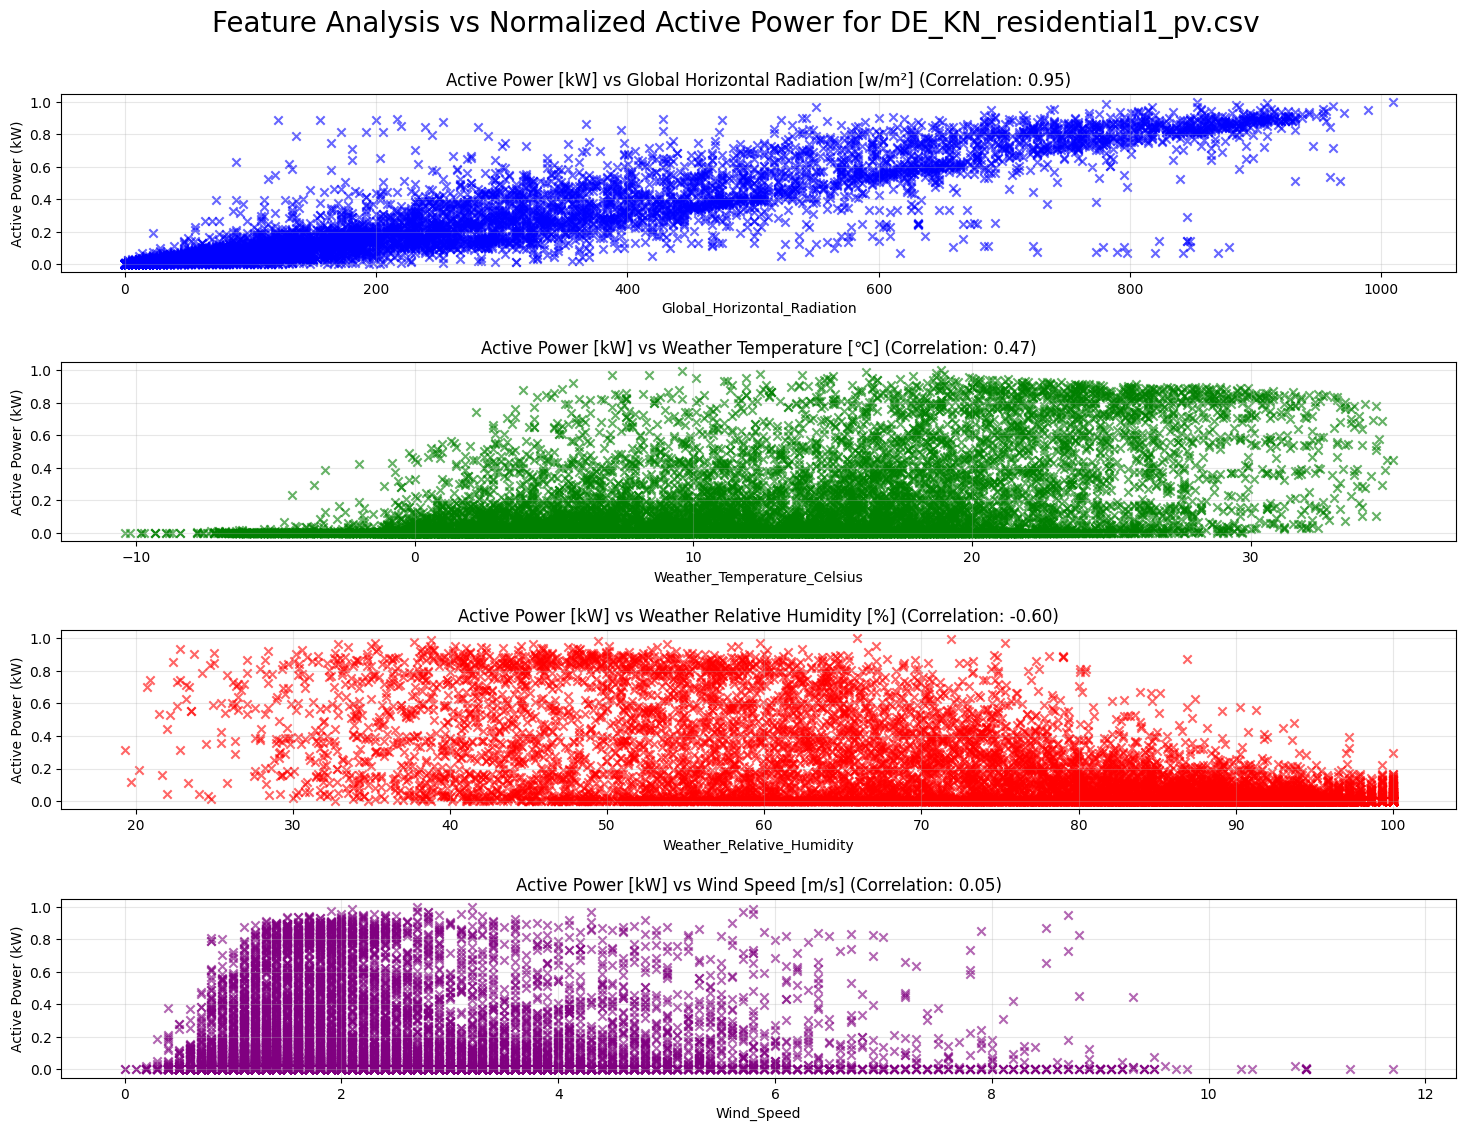 Feature Analysis vs Normalized Active Power for DE_KN_residential1_pv.csv
Active Power [kW] vs Global Horizontal Radiation [w/m²] (Correlation: 0.95)
Active Power (kW)
1.0
0.8
0.6
0.4
0.2
0.0
0 200 400 600 800 1000
Global_Horizontal_Radiation
Active Power [kW] vs Weather Temperature [℃] (Correlation: 0.47)
Active Power (kW)
1.0
0.8
0.6
0.4
0.2
0.0
−10 0 10 20 30
Weather_Temperature_Celsius
Active Power [kW] vs Weather Relative Humidity [%] (Correlation: -0.60)
Active Power (kW)
1.0
0.8
0.6
0.4
0.2
0.0
20 30 40 50 60 70 80 90 100
Weather_Relative_Humidity
Active Power [kW] vs Wind Speed [m/s] (Correlation: 0.05)
Active Power (kW)
1.0
0.8
0.6
0.4
0.2
0.0
0 2 4 6 8 10 12
Wind_Speed